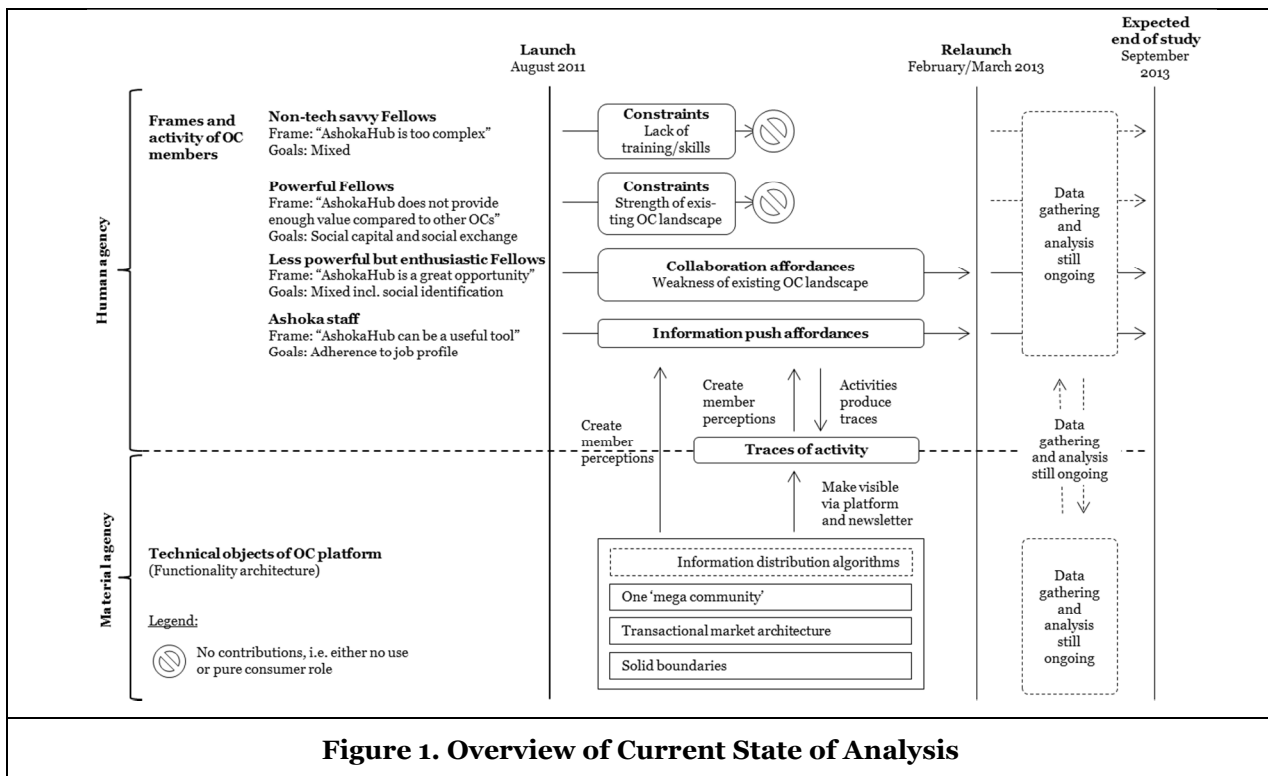 Launch
August 2011
Relaunch
February/March 2013
Expected
end of study
September
2013
Human agency
Frames and
activity of OC
members
Non-tech savvy Fellows
Frame: “AshokaHub is too complex”
Goals: Mixed
Constraints
Lack of
training/skills
Powerful Fellows
Frame: “AshokaHub does not provide
enough value compared to other OCs”
Goals: Social capital and social exchange
Constraints
Strength of exis-
ting OC landscape
Less powerful but enthusiastic Fellows
Frame: “AshokaHub is a great opportunity”
Goals: Mixed incl. social identification
Collaboration affordances
Weakness of existing OC landscape
Ashoka staff
Frame: “AshokaHub can be a useful tool”
Goals: Adherence to job profile
Information push affordances
Data
gathering
and
analysis
still
ongoing
Create
member
perceptions
Create
member
perceptions
Activities
produce
traces
Traces of activity
Data
gathering
and analysis
still ongoing
Make visible
via platform
and newsletter
Material agency
Technical objects of OC platform
(Functionality architecture)
Information distribution algorithms
One ‘mega community’
Transactional market architecture
Solid boundaries
Data
gathering
and
analysis
still
ongoing
Legend:
No contributions, i.e. either no use
or pure consumer role
Figure 1. Overview of Current State of Analysis